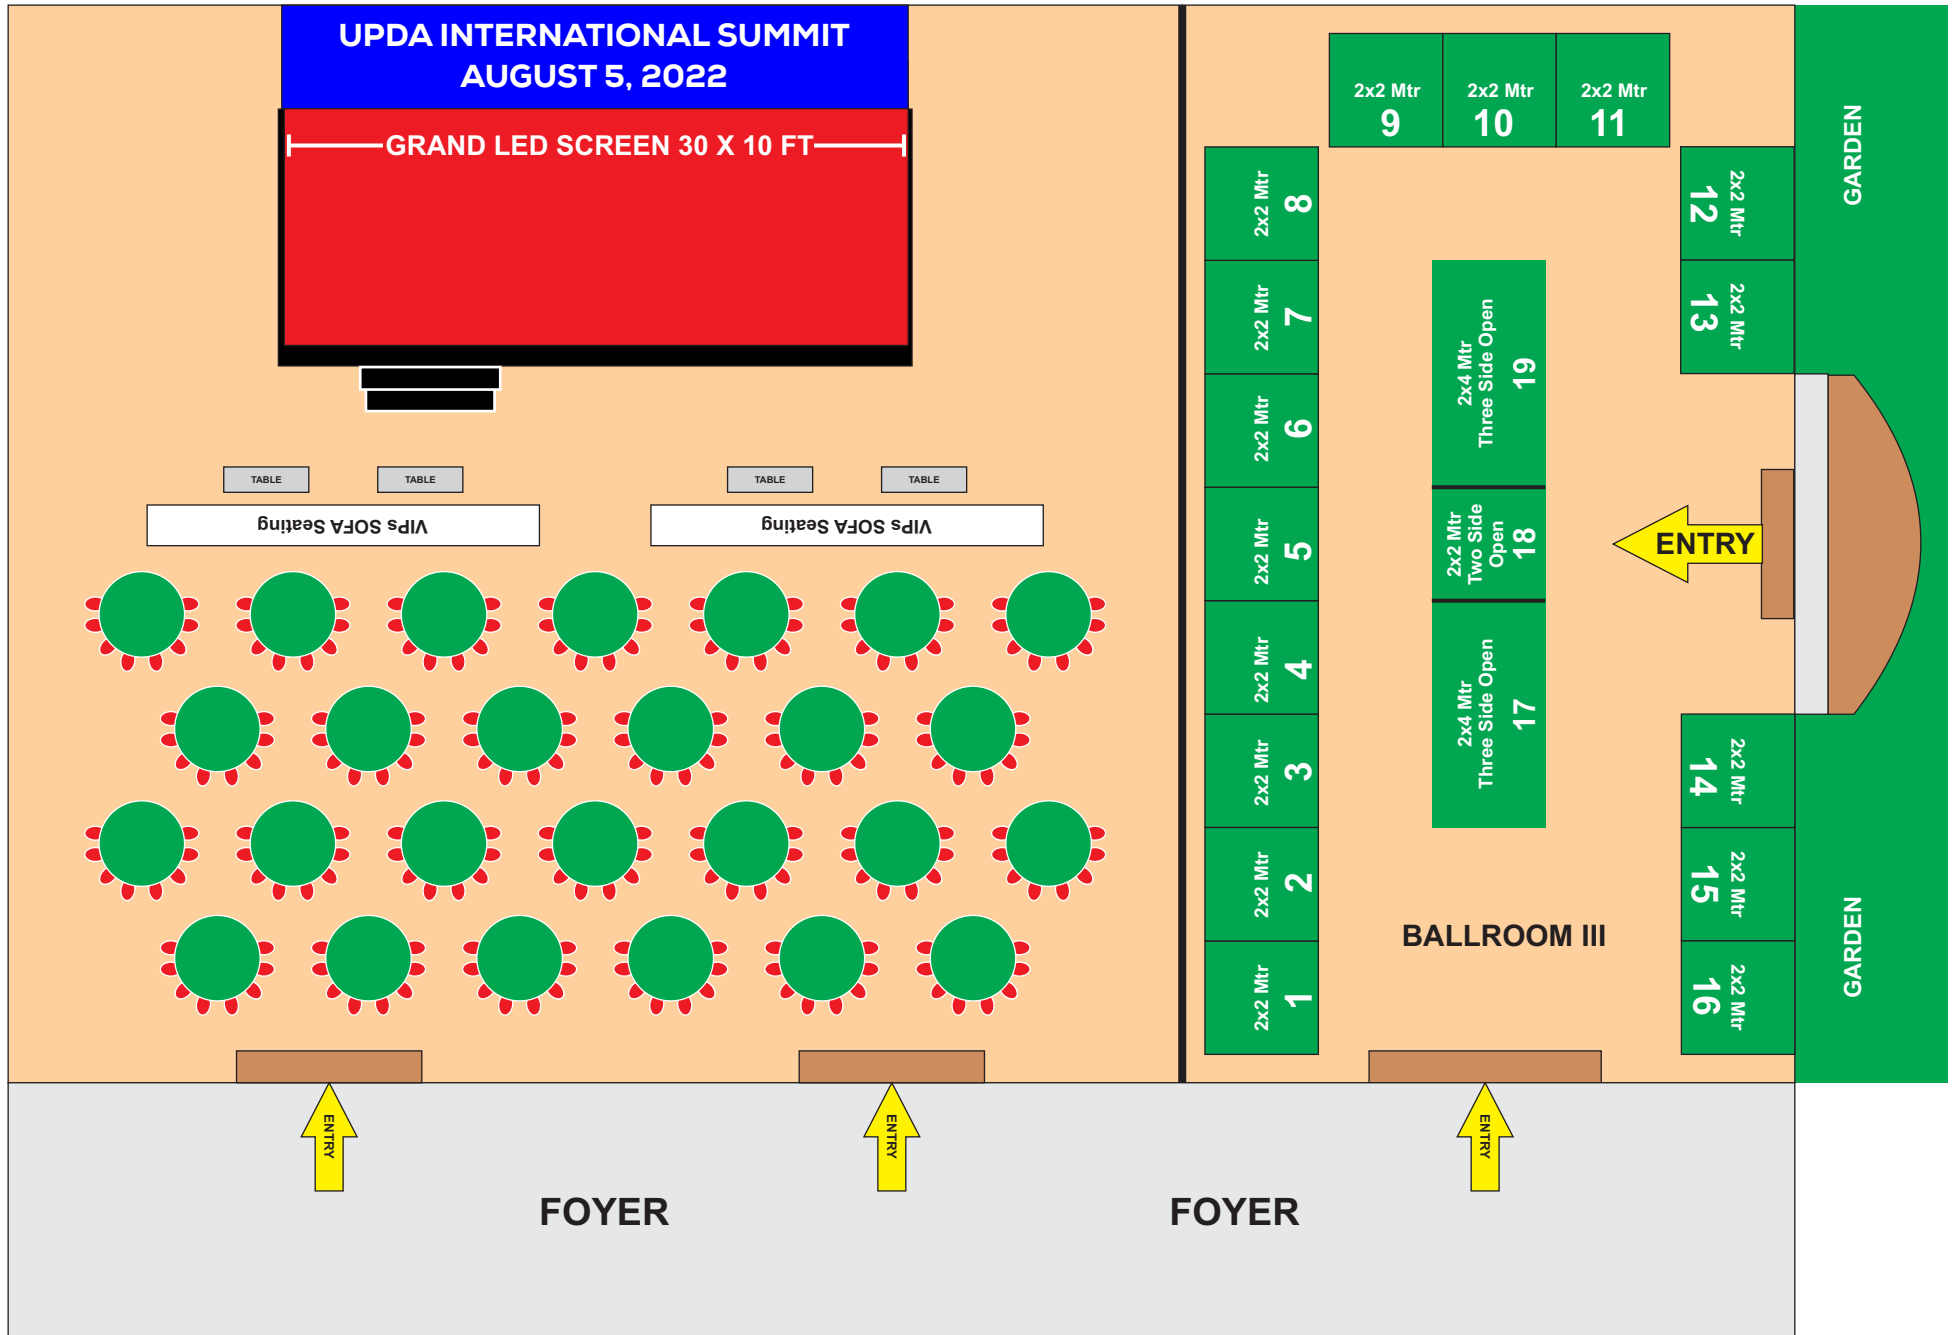 UPDA INTERNATIONAL SUMMIT
AUGUST 5, 2022
GRAND LED SCREEN 30 X 10 FT
TABLE
TABLE
TABLE
TABLE
VIPs SOFA Seating
VIPs SOFA Seating
ENTRY
ENTRY
FOYER
FOYER
2x2 Mtr
9
2x2 Mtr
10
2x2 Mtr
11
2x2 Mtr
8
2x2 Mtr
7
2x2 Mtr
6
2x2 Mtr
5
2x2 Mtr
4
2x2 Mtr
3
2x2 Mtr
2
2x2 Mtr
1
2x4 Mtr
Three Side Open
19
2x2 Mtr
Two Side
Open
18
2x4 Mtr
Three Side Open
17
2x2 Mtr
12
2x2 Mtr
13
ENTRY
2x2 Mtr
14
2x2 Mtr
15
2x2 Mtr
16
BALLROOM III
ENTRY
GARDEN
GARDEN